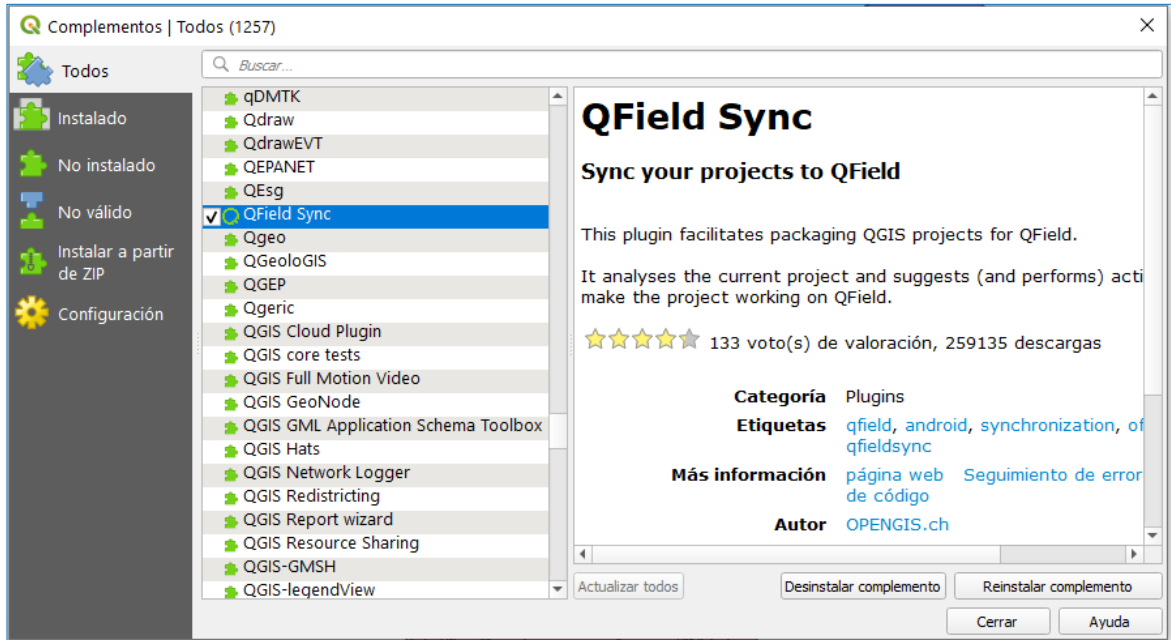 Complementos | Todos (1257)
Todos
Instalado
No instalado
No válido
Instalar a partir
de ZIP
Configuración
Buscar...
qDMTK
Qdraw
QdrawEVT
QEPANET
QEsg
QField Sync
Qgeo
QGeoloGIS
QGEP
Qgeric
QGIS Cloud Plugin
QGIS core tests
QGIS Full Motion Video
QGIS GeoNode
QGIS GML Application Schema Toolbox
QGIS Hats
QGIS Network Logger
QGIS Redistricting
QGIS Report wizard
QGIS Resource Sharing
QGIS-GMSH
QGIS-legendView
QField Sync
Sync your projects to QField
This plugin facilitates packaging QGIS projects for QField.
It analyses the current project and suggests (and performs) acti
make the project working on QField.
133 voto(s) de valoración, 259135 descargas
Categoría Plugins
Etiquetas qfield, android, synchronization, of
qfieldsync
Más información página web Seguimiento de error
de código
Autor OPENGIS.ch
Actualizar todos Desinstalar complemento Reinstalar complemento
Cerrar Ayuda